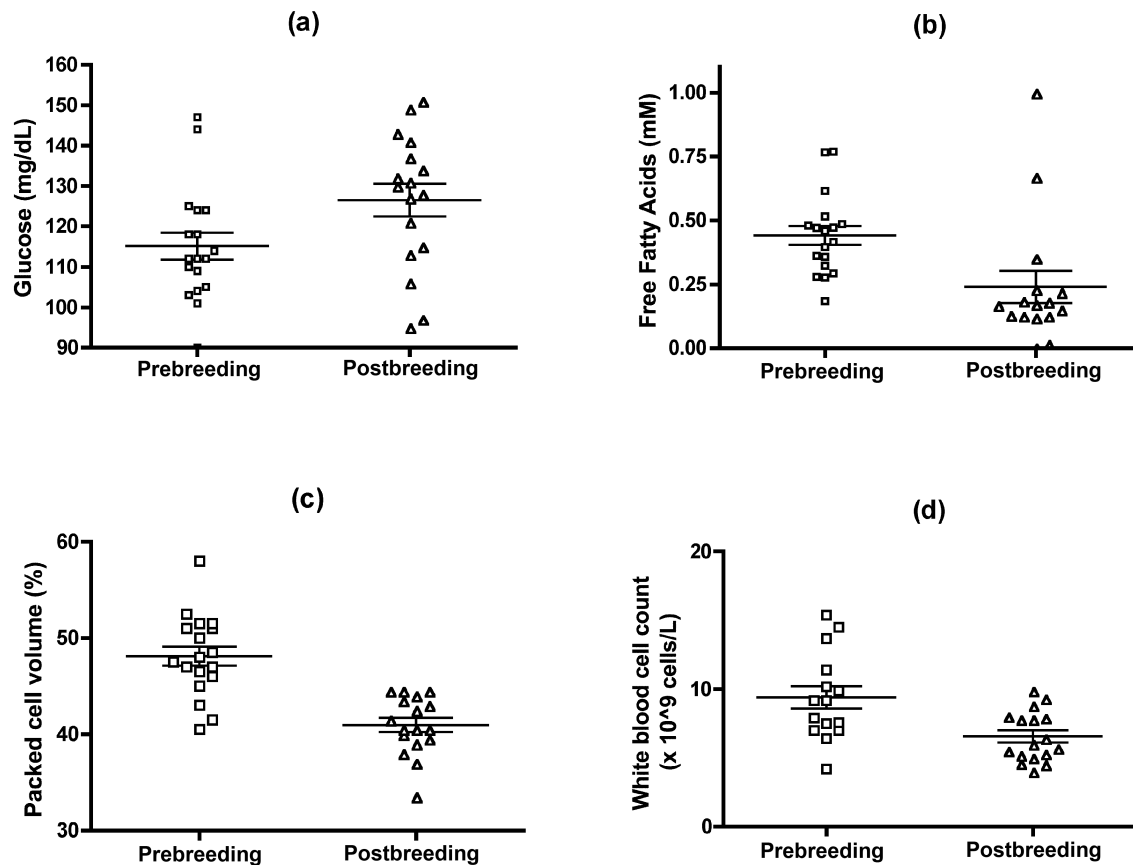 (a)
Glucose (mg/dL)
160
150
140
130
120
110
100
90
Prebreeding
Postbreeding
(b)
Free Fatty Acids (mM)
1.00
0.75
0.50
0.25
0.00
Prebreeding
Postbreeding
(c)
Packed cell volume (%)
60
50
40
30
Prebreeding
Postbreeding
(d)
White blood cell count
(x 10^9 cells/L)
20
10
0
Prebreeding
Postbreeding